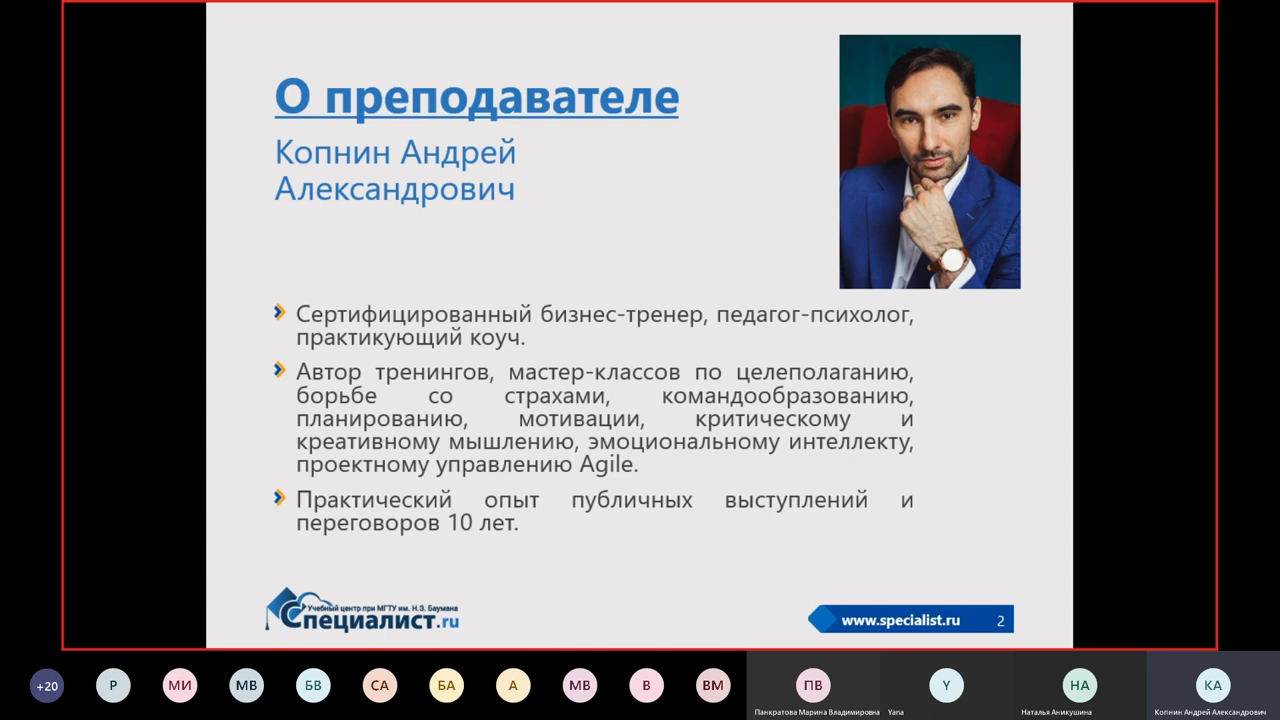 О преподавателе
Копнин Андрей
Александрович
Сертифицированный бизнес-тренер, педагог-психолог,
практикующий коуч.
Автор тренингов, мастер-классов по целеполаганию,
борьбе со страхами, командообразованию,
планированию, мотивации, критическому и
креативному мышлению, эмоциональному интеллекту,
проектному управлению Agile.
Практический опыт публичных выступлений и
переговоров 10 лет.
Учебный центр при МГТУ им. Н.Э. Баумана
Специалист.ru
www.specialist.ru 2
+20 Р МИ МВ БВ СА БА А МВ В ВМ ПВ Y НА КА
Панкратова Марина Владимировна Yana Наталья Аникушина Копнин Андрей Александрович